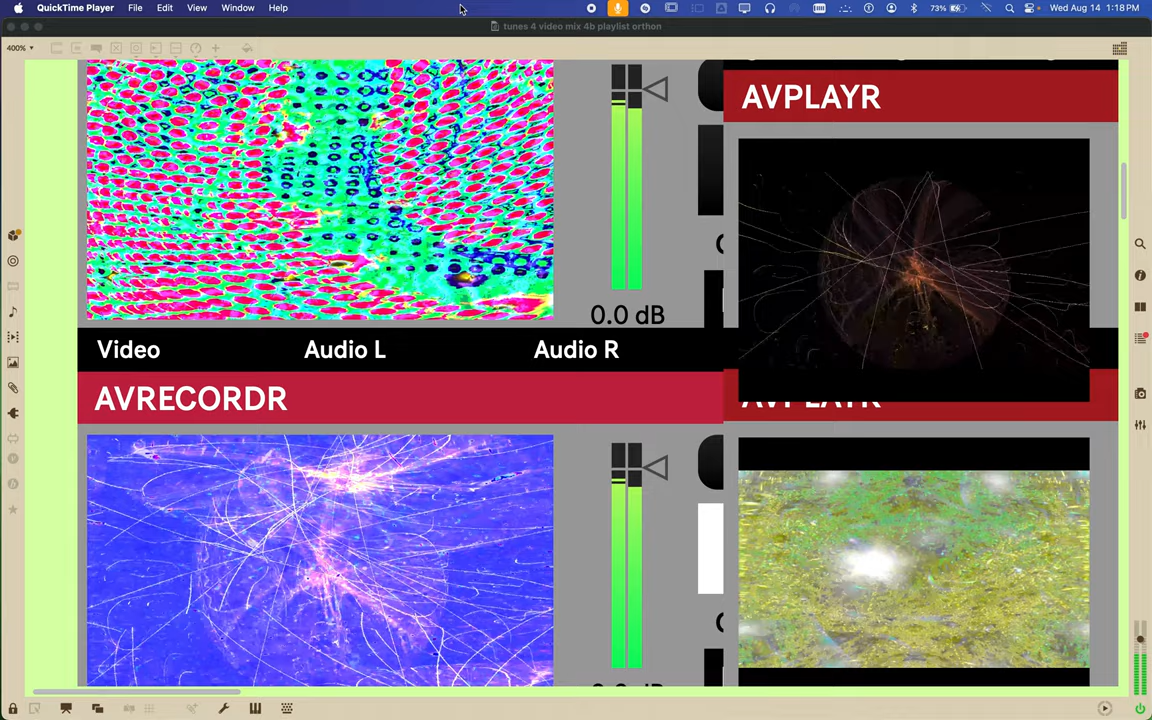 QuickTime Player File Edit View Window Help 73% Wed Aug 14 1:18 PM
tunes 4 video mix 4b playlist orthon
400%
AVPLAYR
0.0 dB
Video Audio L Audio R
AVRECORDR
AVPLAYR